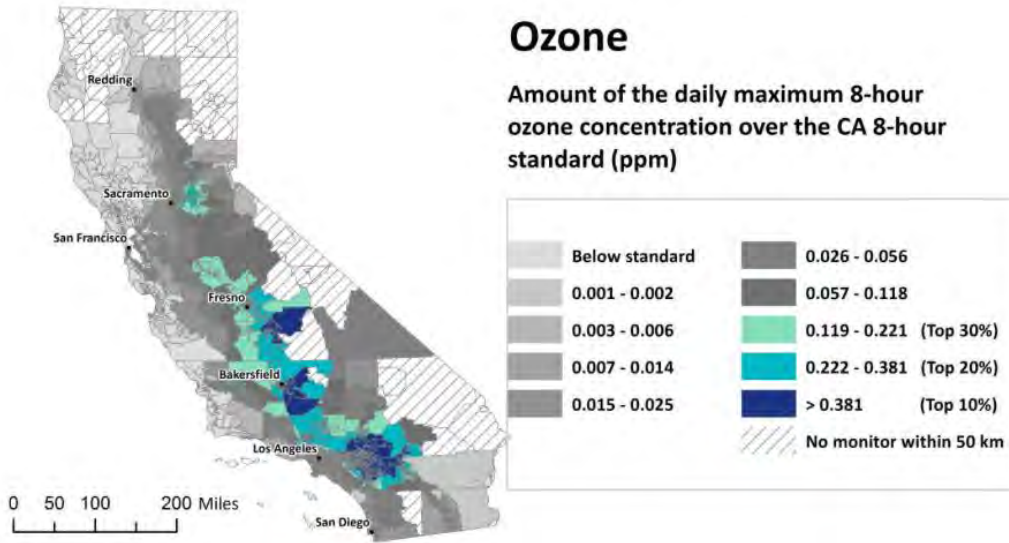 Ozone
Amount of the daily maximum 8-hour
ozone concentration over the CA 8-hour
standard (ppm)
Below standard
0.001 - 0.002
0.003 - 0.006
0.007 - 0.014
0.015 - 0.025
0.026 - 0.056
0.057 - 0.118
0.119 - 0.221 (Top 30%)
0.222 - 0.381 (Top 20%)
> 0.381 (Top 10%)
No monitor within 50 km
Redding
Sacramento
San Francisco
Fresno
Bakersfield
Los Angeles
San Diego
0 50 100 200 Miles